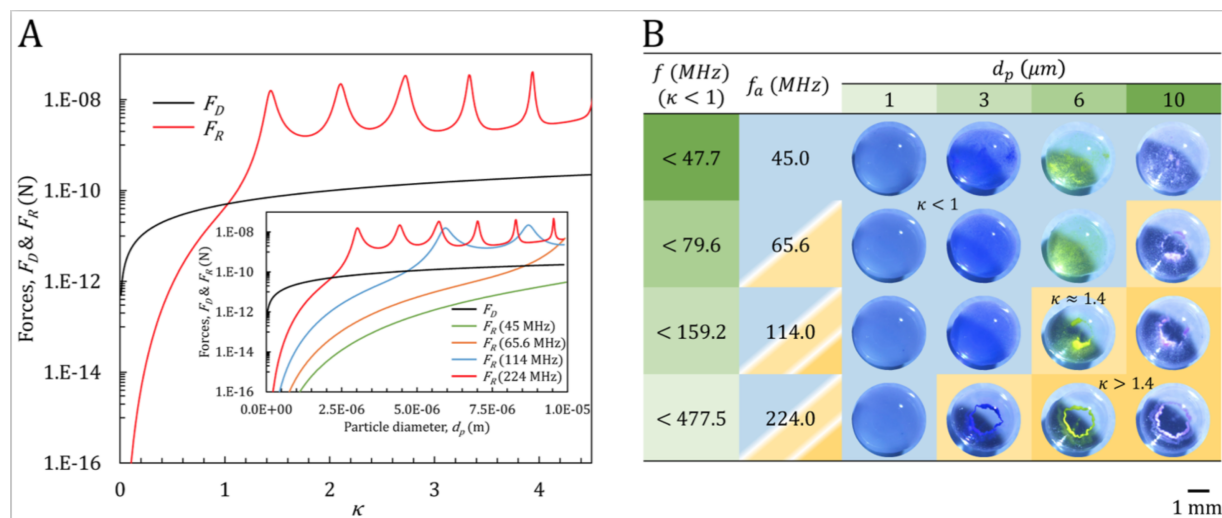 A
Forces, F_D & F_R (N)
1.E-08
1.E-10
1.E-12
1.E-14
1.E-16
F_D
F_R
0
1
2
3
4
κ
Forces, F_D & F_R (N)
1.E-08
1.E-10
1.E-12
1.E-14
1.E-16
F_D
F_R (45 MHz)
F_R (65.6 MHz)
F_R (114 MHz)
F_R (224 MHz)
0.0E+00
2.5E-06
5.0E-06
7.5E-06
1.0E-05
Particle diameter, d_p (m)
B
f (MHz)
(κ < 1)
f_a (MHz)
d_p (μm)
1
3
6
10
< 47.7
45.0
κ < 1
< 79.6
65.6
κ ≈ 1.4
< 159.2
114.0
κ > 1.4
< 477.5
224.0
1 mm